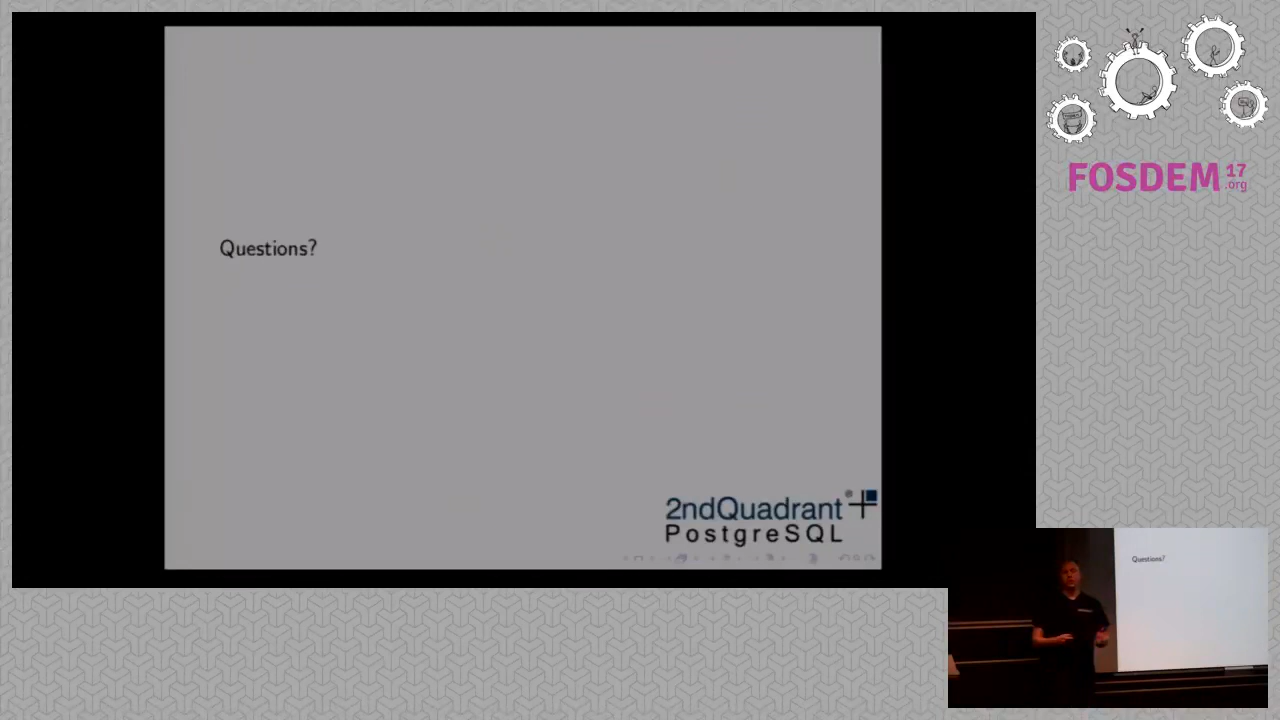 Questions?
2ndQuadrant
PostgreSQL
FOSDEM 17
.org
Questions?